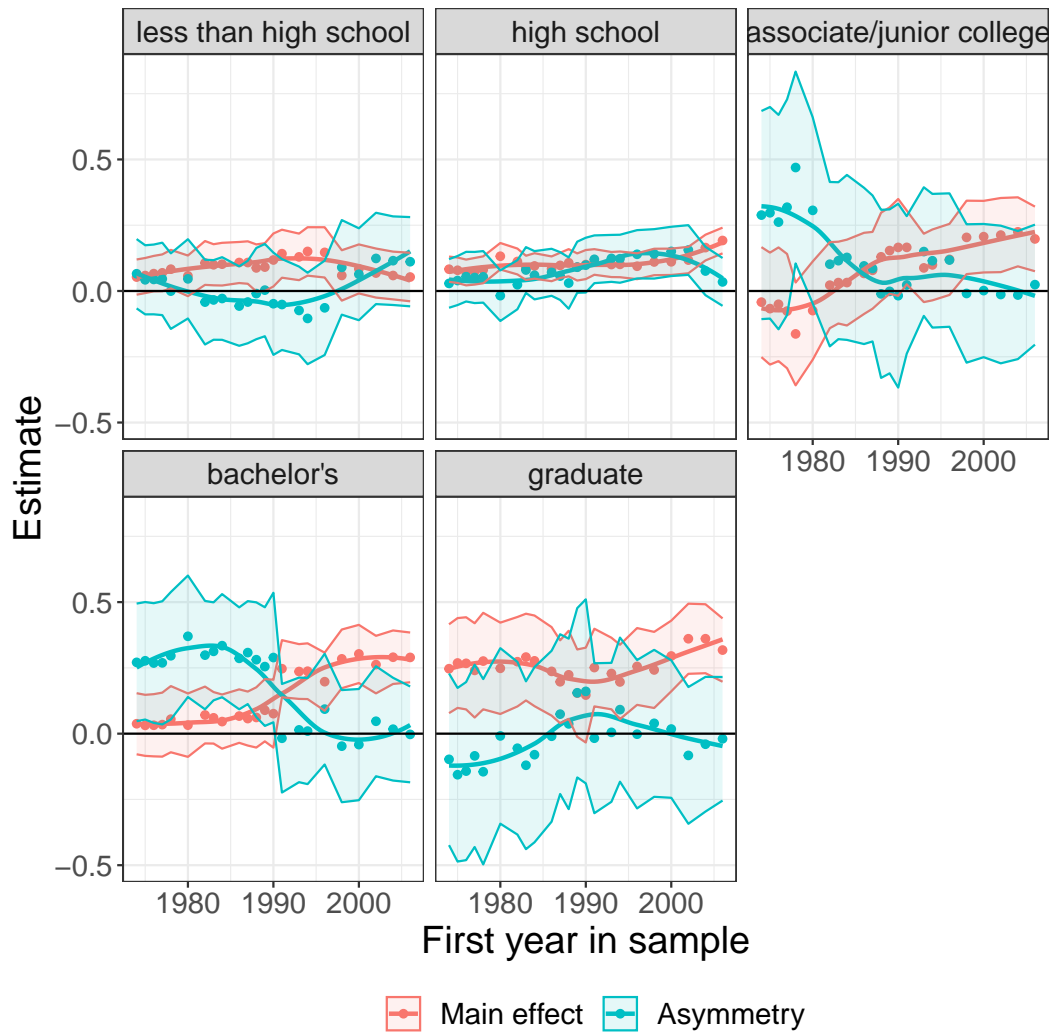 less than high school
high school
associate/junior college
0.5
0.0
−0.5
1980 1990 2000
bachelor's
graduate
0.5
0.0
−0.5
1980 1990 2000
1980 1990 2000
Estimate
First year in sample
Main effect
Asymmetry